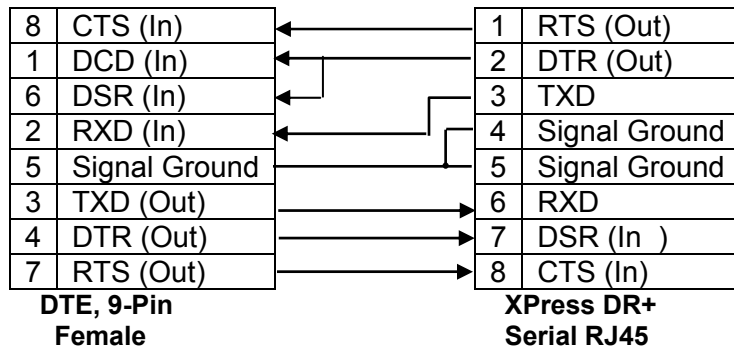 8 CTS (In) 1 RTS (Out)
1 DCD (In) 2 DTR (Out)
6 DSR (In) 3 TXD
2 RXD (In) 4 Signal Ground
5 Signal Ground 5 Signal Ground
3 TXD (Out) 6 RXD
4 DTR (Out) 7 DSR (In )
7 RTS (Out) 8 CTS (In)
DTE, 9-Pin XPress DR+
Female Serial RJ45